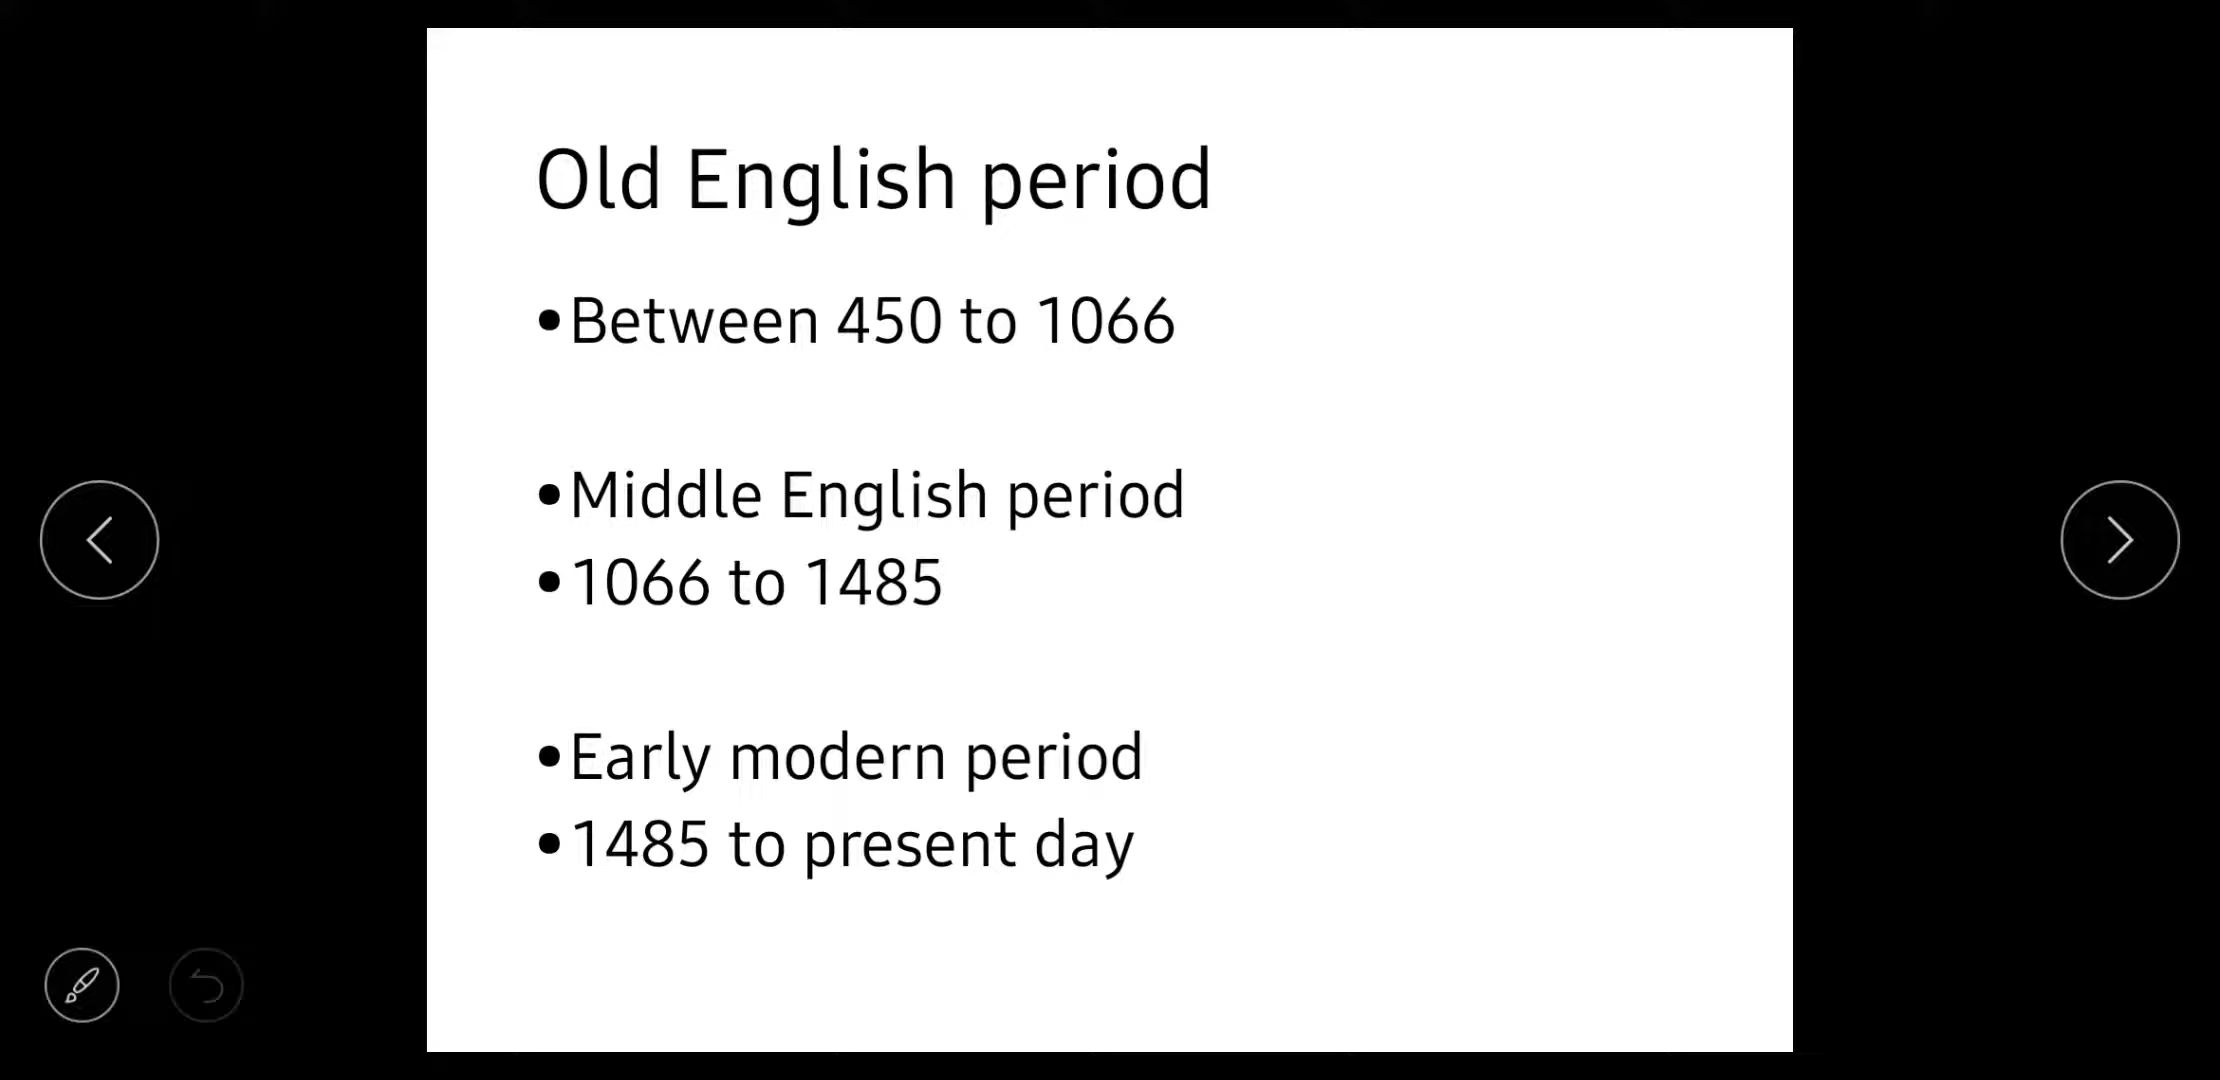 Old English period
•Between 450 to 1066
•Middle English period
•1066 to 1485
•Early modern period
•1485 to present day